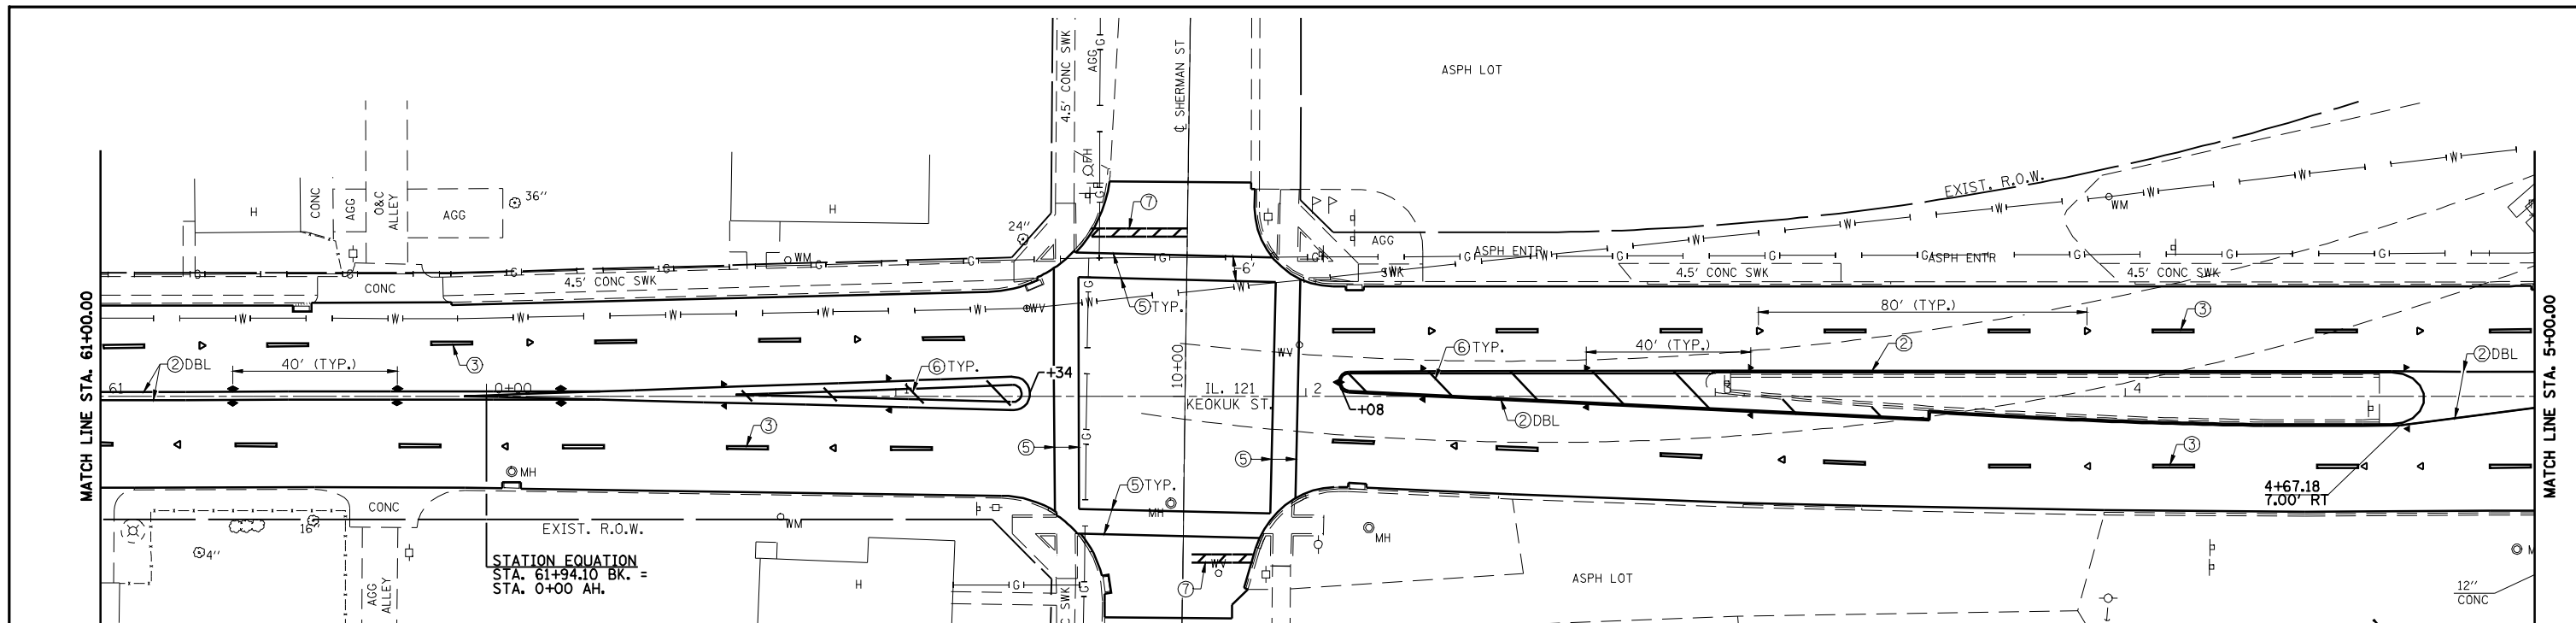 4.5' CONC SWK
AGG
G
℄ SHERMAN ST
ASPH LOT
FH
G
36"
H
CONC
AGG
O&C
ALLEY
AGG
H
24"
7
EXIST. R.O.W.
W
W
WM
W
W
AGG
WM
G
G
G
G
G
G
G
6'
G
SWK
W
G
ASPH ENTR
W
G
W
G
G
ASPH ENTR
G
G
G
CONC
4.5' CONC SWK
4.5' CONC SWK
4.5' CONC SWK
MATCH LINE STA. 61+00.00
W
W
W
W
W
W
WV
W
W
5 TYP.
80' (TYP.)
3
MATCH LINE STA. 5+00.00
2 DBL
40' (TYP.)
3
6 TYP.
WV
6 TYP.
40' (TYP.)
2
2 DBL
61
0+00
1
+34
10+00
IL. 121
KEOKUK ST.
2
+08
2 DBL
4
3
5
G
5
3
MH
5 TYP.
MH
4+67.18
7.00' RT
CONC
EXIST. R.O.W.
16"
WM
MH
4"
STATION EQUATION
STA. 61+94.10 BK. =
STA. 0+00 AH.
AGG
ALLEY
H
G
G
C SWK
WV
7
ASPH LOT
12"
CONC